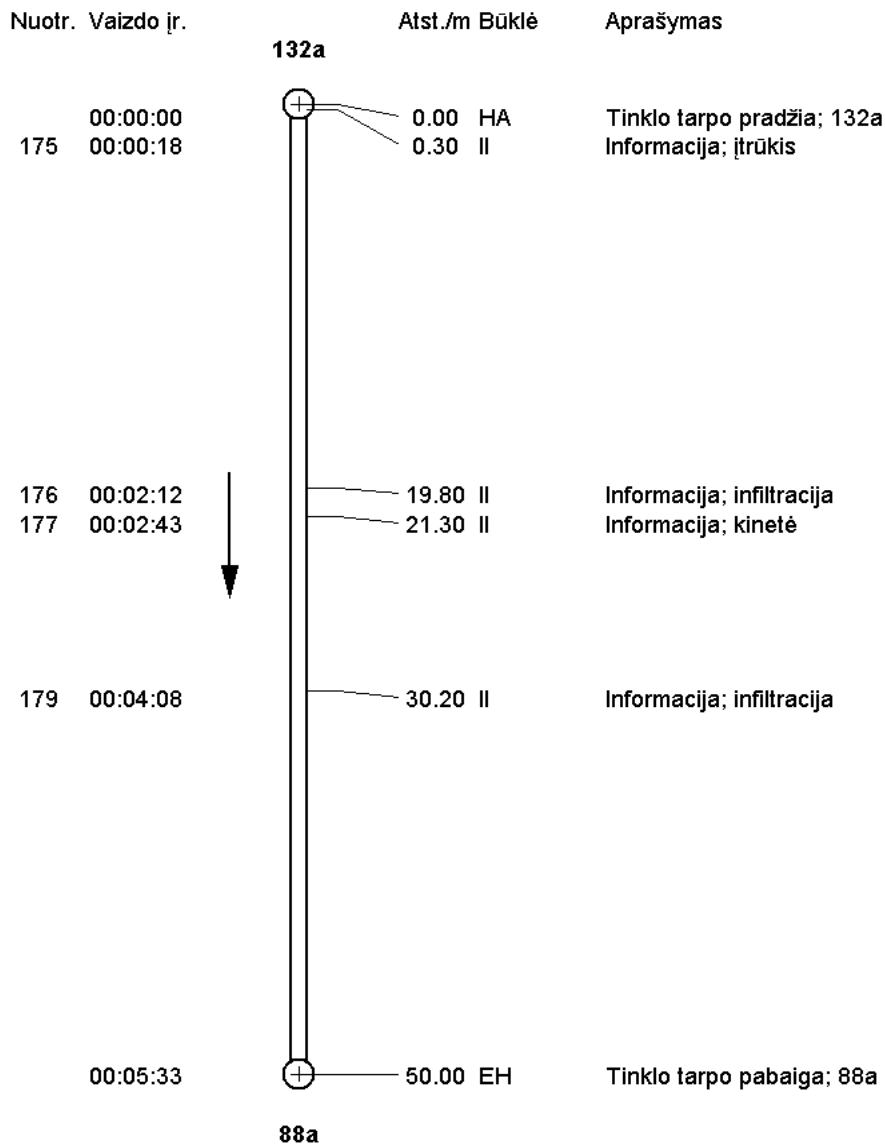 Nuotr. Vaizdo įr. Atst./m Būklė Aprašymas
132a
00:00:00 0.00 HA Tinklo tarpo pradžia; 132a
175 00:00:18 0.30 II Informacija; įtrūkis
176 00:02:12 19.80 II Informacija; infiltracija
177 00:02:43 21.30 II Informacija; kinetė
179 00:04:08 30.20 II Informacija; infiltracija
00:05:33 50.00 EH Tinklo tarpo pabaiga; 88a
88a